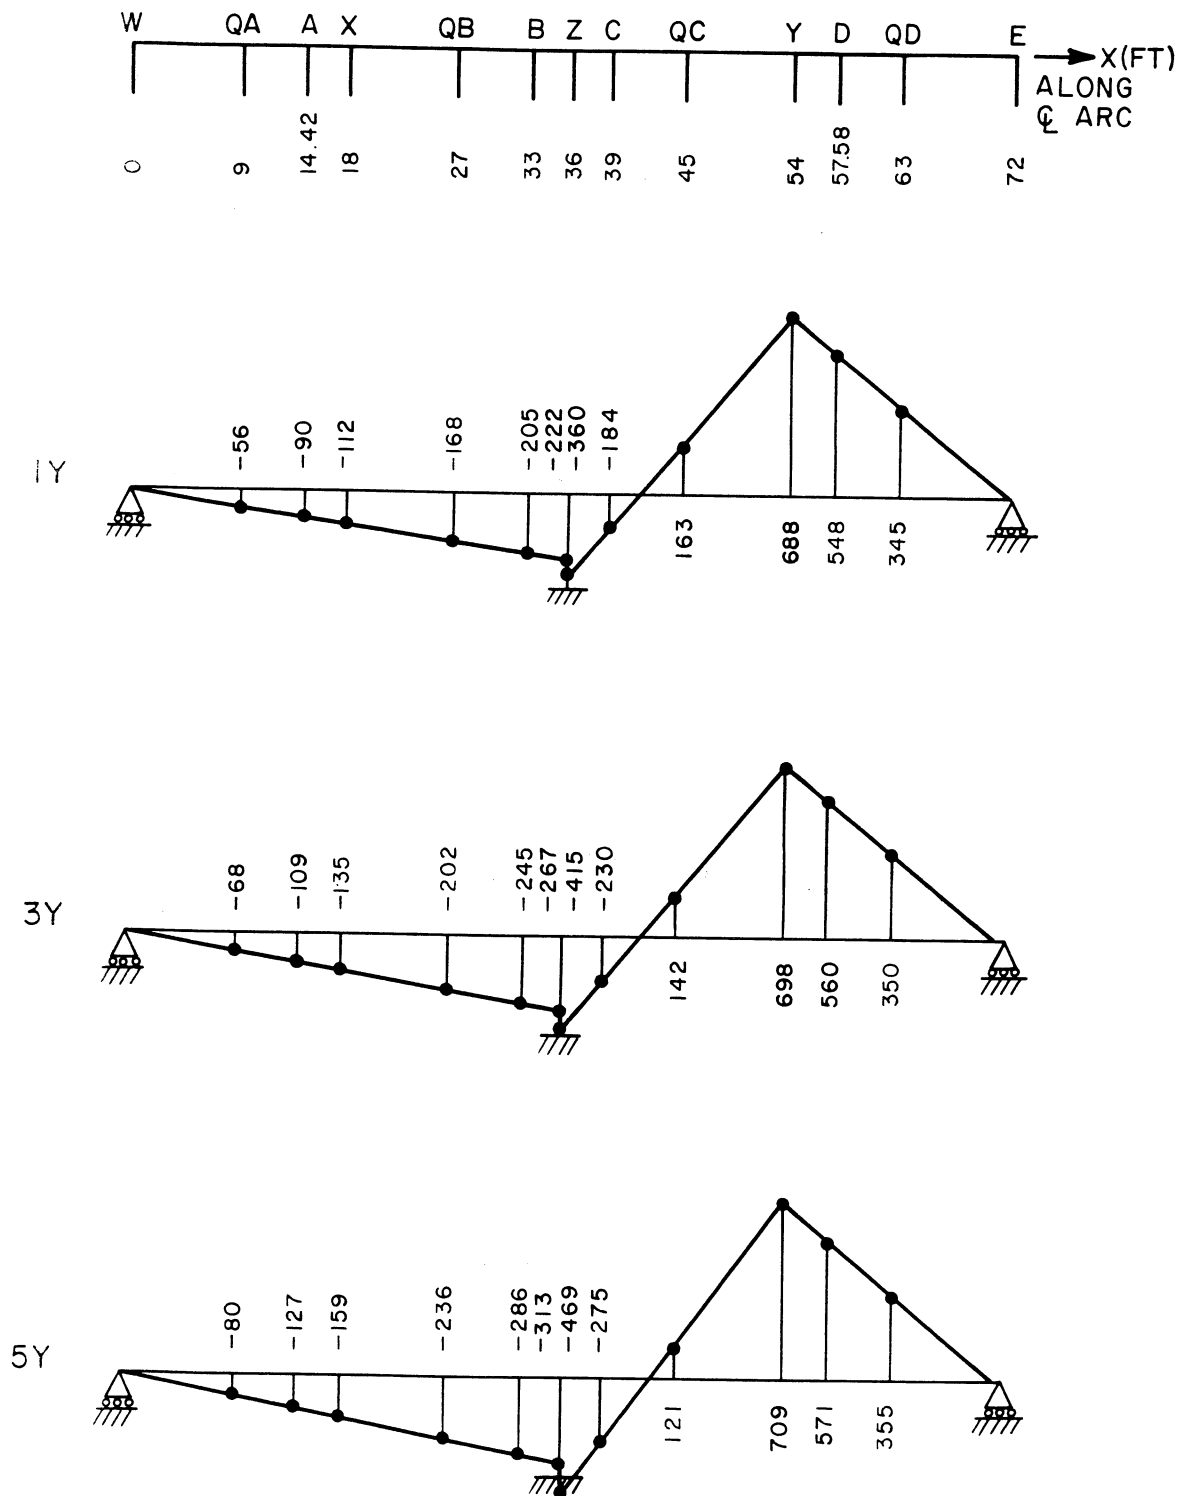 W QA A X QB B Z C QC Y D QD E
X(FT)
ALONG
℄ ARC
0 9 14.42 18 27 33 36 39 45 54 57.58 63 72
1Y
-56 -90 -112 -168 -205 -222 -360 -184
163 688 548 345
3Y
-68 -109 -135 -202 -245 -267 -415 -230
142 698 560 350
5Y
-80 -127 -159 -236 -286 -313 -469 -275
121 709 571 355